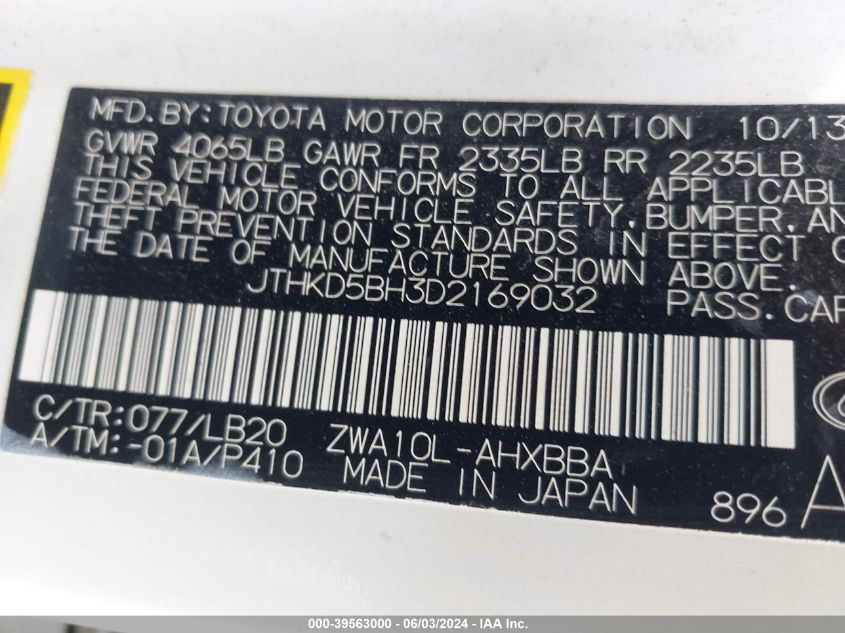 MFD. BY: TOYOTA MOTOR CORPORATION 10/13
GVWR 4065LB GAWR FR 2335LB RR 2235LB
THIS VEHICLE CONFORMS TO ALL APPLICABL
FEDERAL MOTOR VEHICLE SAFETY, BUMPER, AN
THEFT PREVENTION STANDARDS IN EFFECT
THE DATE OF MANUFACTURE SHOWN ABOVE.
JTHKD5BH3D2169032 PASS. CAR
C/TR: 077/LB20 ZWA10L-AHXBBA
A/TM: -01A/P410 MADE IN JAPAN
896 A
000-39563000 - 06/03/2024 - IAA Inc.